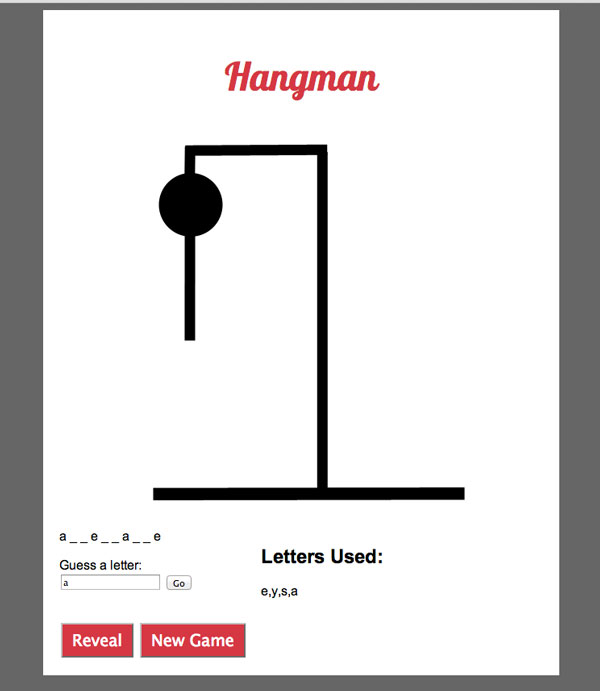 Hangman
a _ _ e _ _ a _ _ e
Guess a letter:
a Go
Letters Used:
e,y,s,a
Reveal New Game